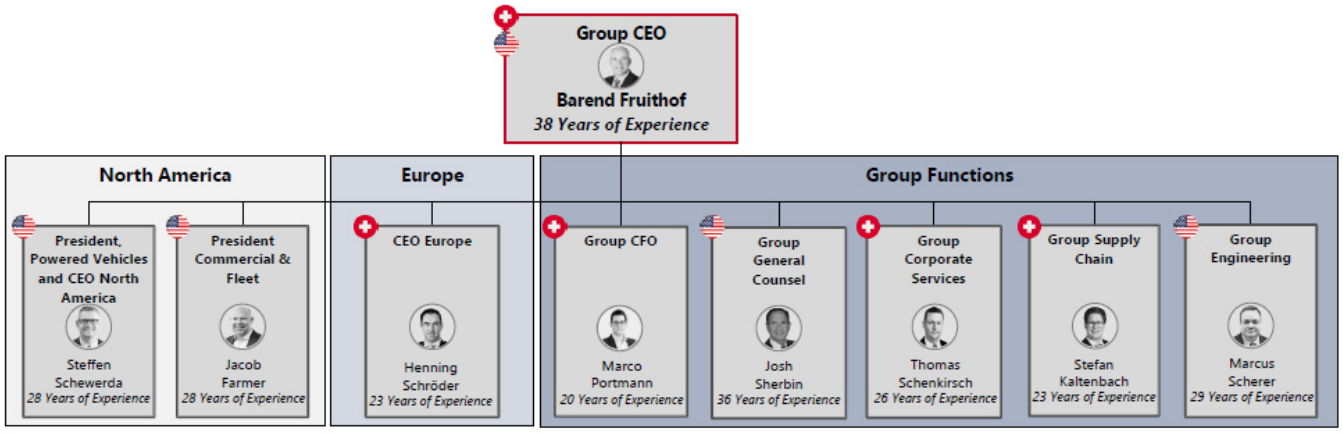 Group CEO
Barend Fruithof
38 Years of Experience
North America
President,
Powered Vehicles
and CEO North
America
Steffen
Schewerda
28 Years of Experience
President
Commercial &
Fleet
Jacob
Farmer
28 Years of Experience
Europe
CEO Europe
Henning
Schröder
23 Years of Experience
Group Functions
Group CFO
Marco
Portmann
20 Years of Experience
Group
General
Counsel
Josh
Sherbin
36 Years of Experience
Group
Corporate
Services
Thomas
Schenkirsch
26 Years of Experience
Group Supply
Chain
Stefan
Kaltenbach
23 Years of Experience
Group
Engineering
Marcus
Scherer
29 Years of Experience